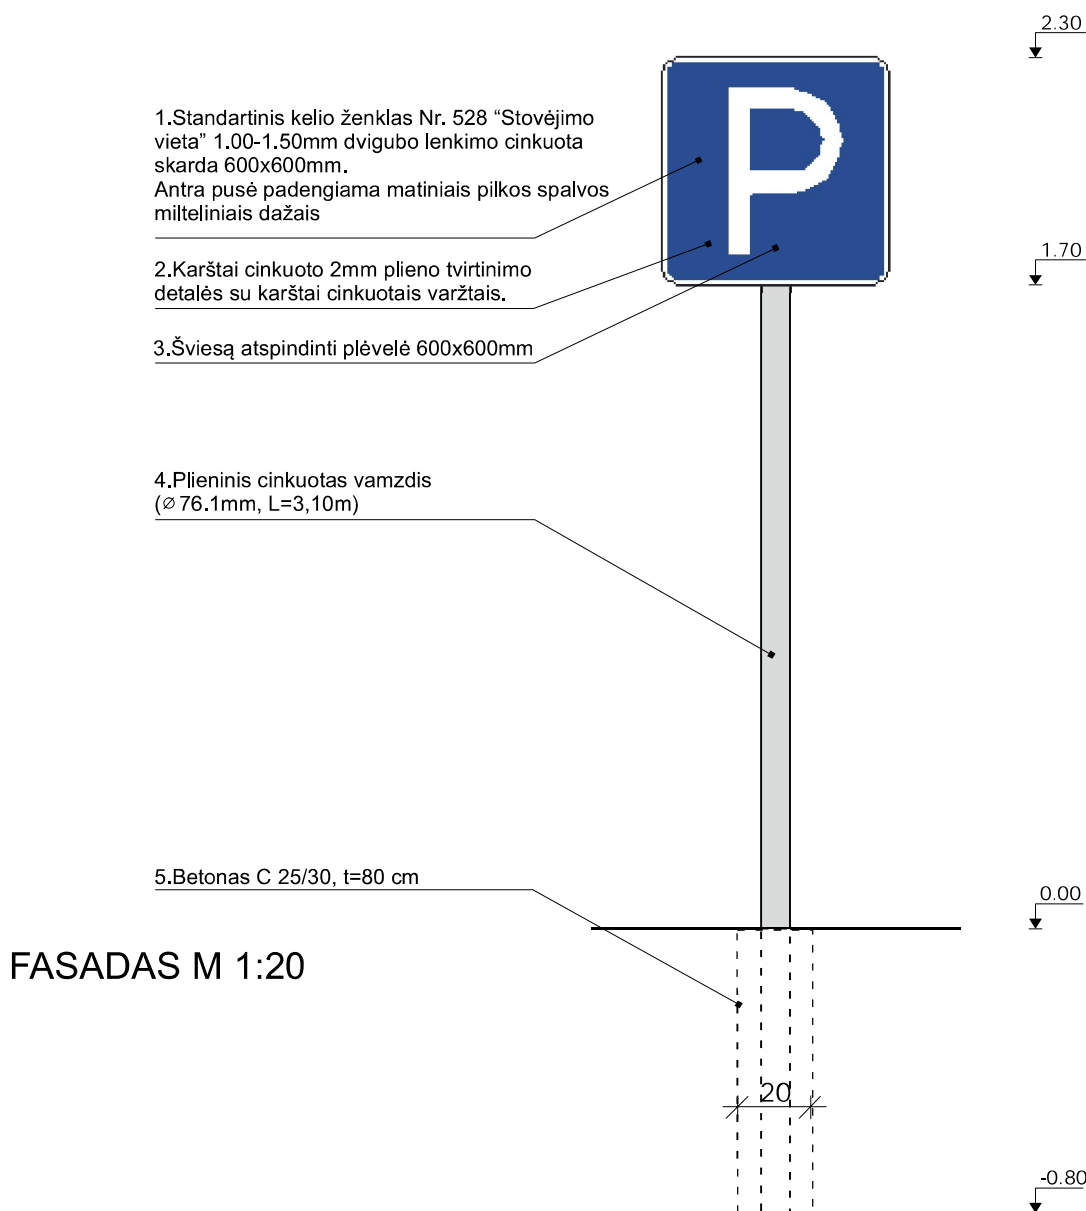 2.30
P
1.Standartinis kelio ženklas Nr. 528 “Stovėjimo
vieta” 1.00-1.50mm dvigubo lenkimo cinkuota
skarda 600x600mm.
Antra pusė padengiama matiniais pilkos spalvos
milteliniais dažais
1.70
2.Karštai cinkuoto 2mm plieno tvirtinimo
detalės su karštai cinkuotais varžtais.
3.Šviesą atspindinti plėvelė 600x600mm
4.Plieninis cinkuotas vamzdis
(⌀76.1mm, L=3,10m)
5.Betonas C 25/30, t=80 cm
0.00
FASADAS M 1:20
20
-0.80